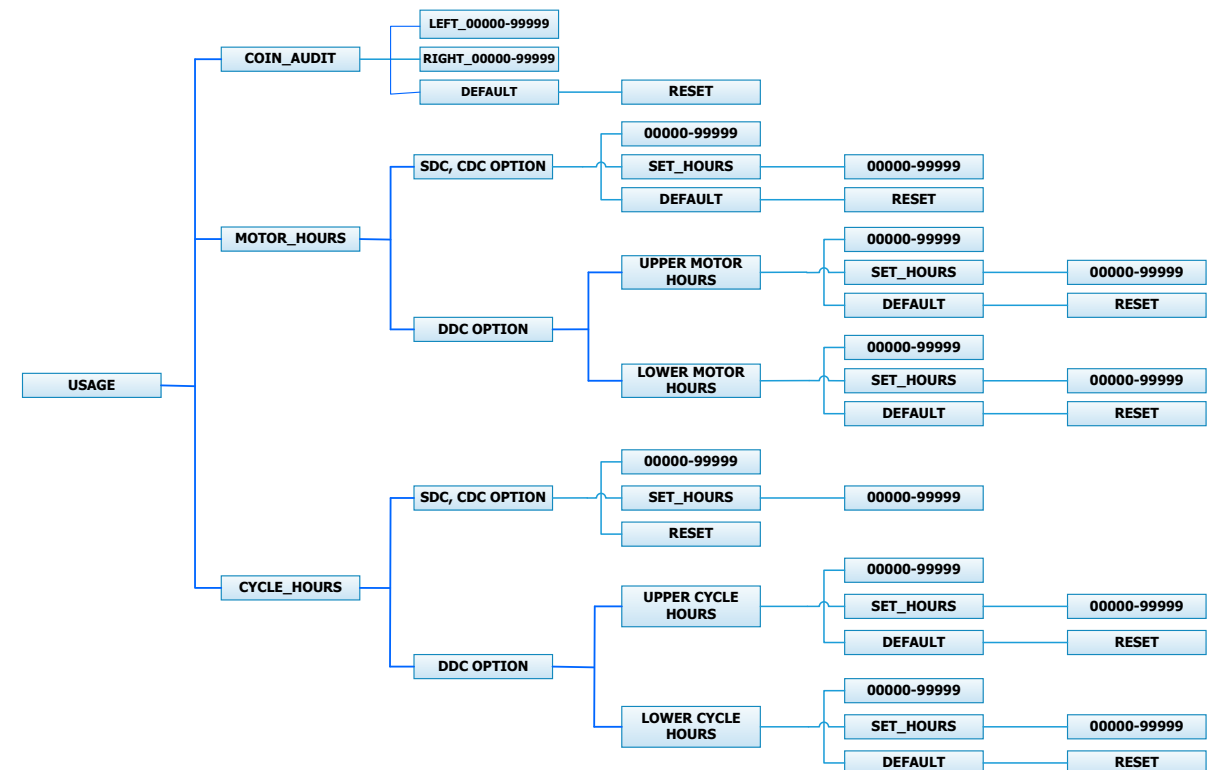 LEFT_00000-99999
COIN_AUDIT
RIGHT_00000-99999
DEFAULT
RESET
00000-99999
SDC, CDC OPTION
SET_HOURS
00000-99999
DEFAULT
RESET
MOTOR_HOURS
00000-99999
UPPER MOTOR
HOURS
SET_HOURS
00000-99999
DEFAULT
RESET
DDC OPTION
00000-99999
LOWER MOTOR
HOURS
SET_HOURS
00000-99999
DEFAULT
RESET
USAGE
00000-99999
SDC, CDC OPTION
SET_HOURS
00000-99999
RESET
CYCLE_HOURS
00000-99999
UPPER CYCLE
HOURS
SET_HOURS
00000-99999
DEFAULT
RESET
DDC OPTION
00000-99999
LOWER CYCLE
HOURS
SET_HOURS
00000-99999
DEFAULT
RESET